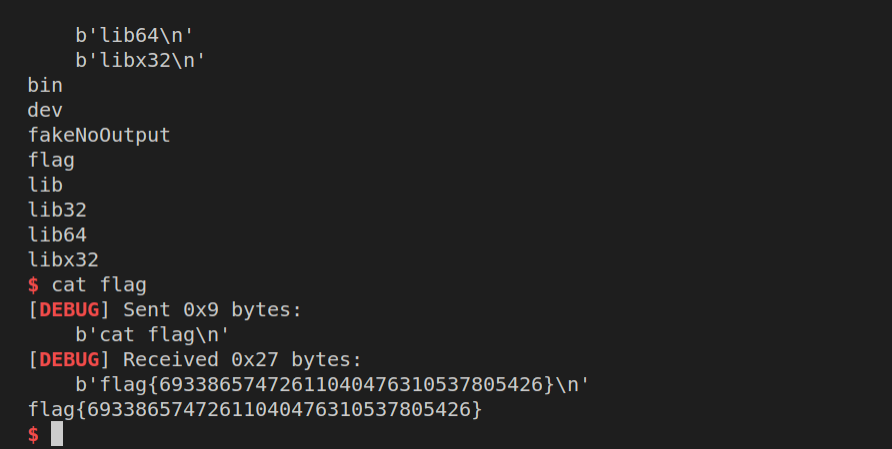 b'lib64\n'
b'libx32\n'
bin
dev
fakeNoOutput
flag
lib
lib32
lib64
libx32
$ cat flag
[DEBUG] Sent 0x9 bytes:
b'cat flag\n'
[DEBUG] Received 0x27 bytes:
b'flag{69338657472611040476310537805426}\n'
flag{69338657472611040476310537805426}
$